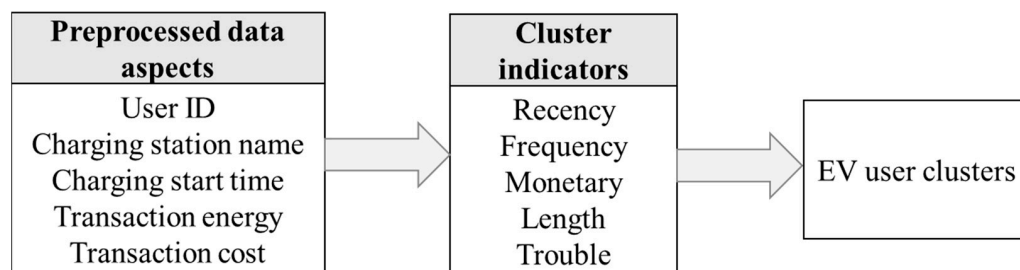 Preprocessed data
aspects
User ID
Charging station name
Charging start time
Transaction energy
Transaction cost
Cluster
indicators
Recency
Frequency
Monetary
Length
Trouble
EV user clusters